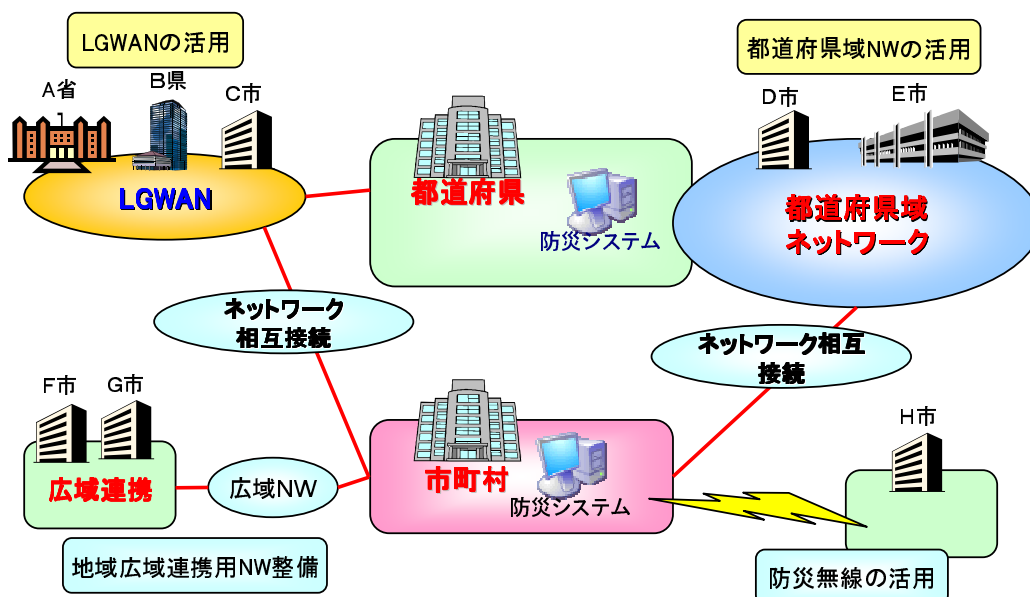 LGWANの活用
都道府県域NWの活用
A省
B県
C市
D市
E市
LGWAN
都道府県
防災システム
都道府県域
ネットワーク
ネットワーク
相互接続
ネットワーク相互
接続
F市
G市
H市
広域連携
広域NW
市町村
防災システム
地域広域連携用NW整備
防災無線の活用